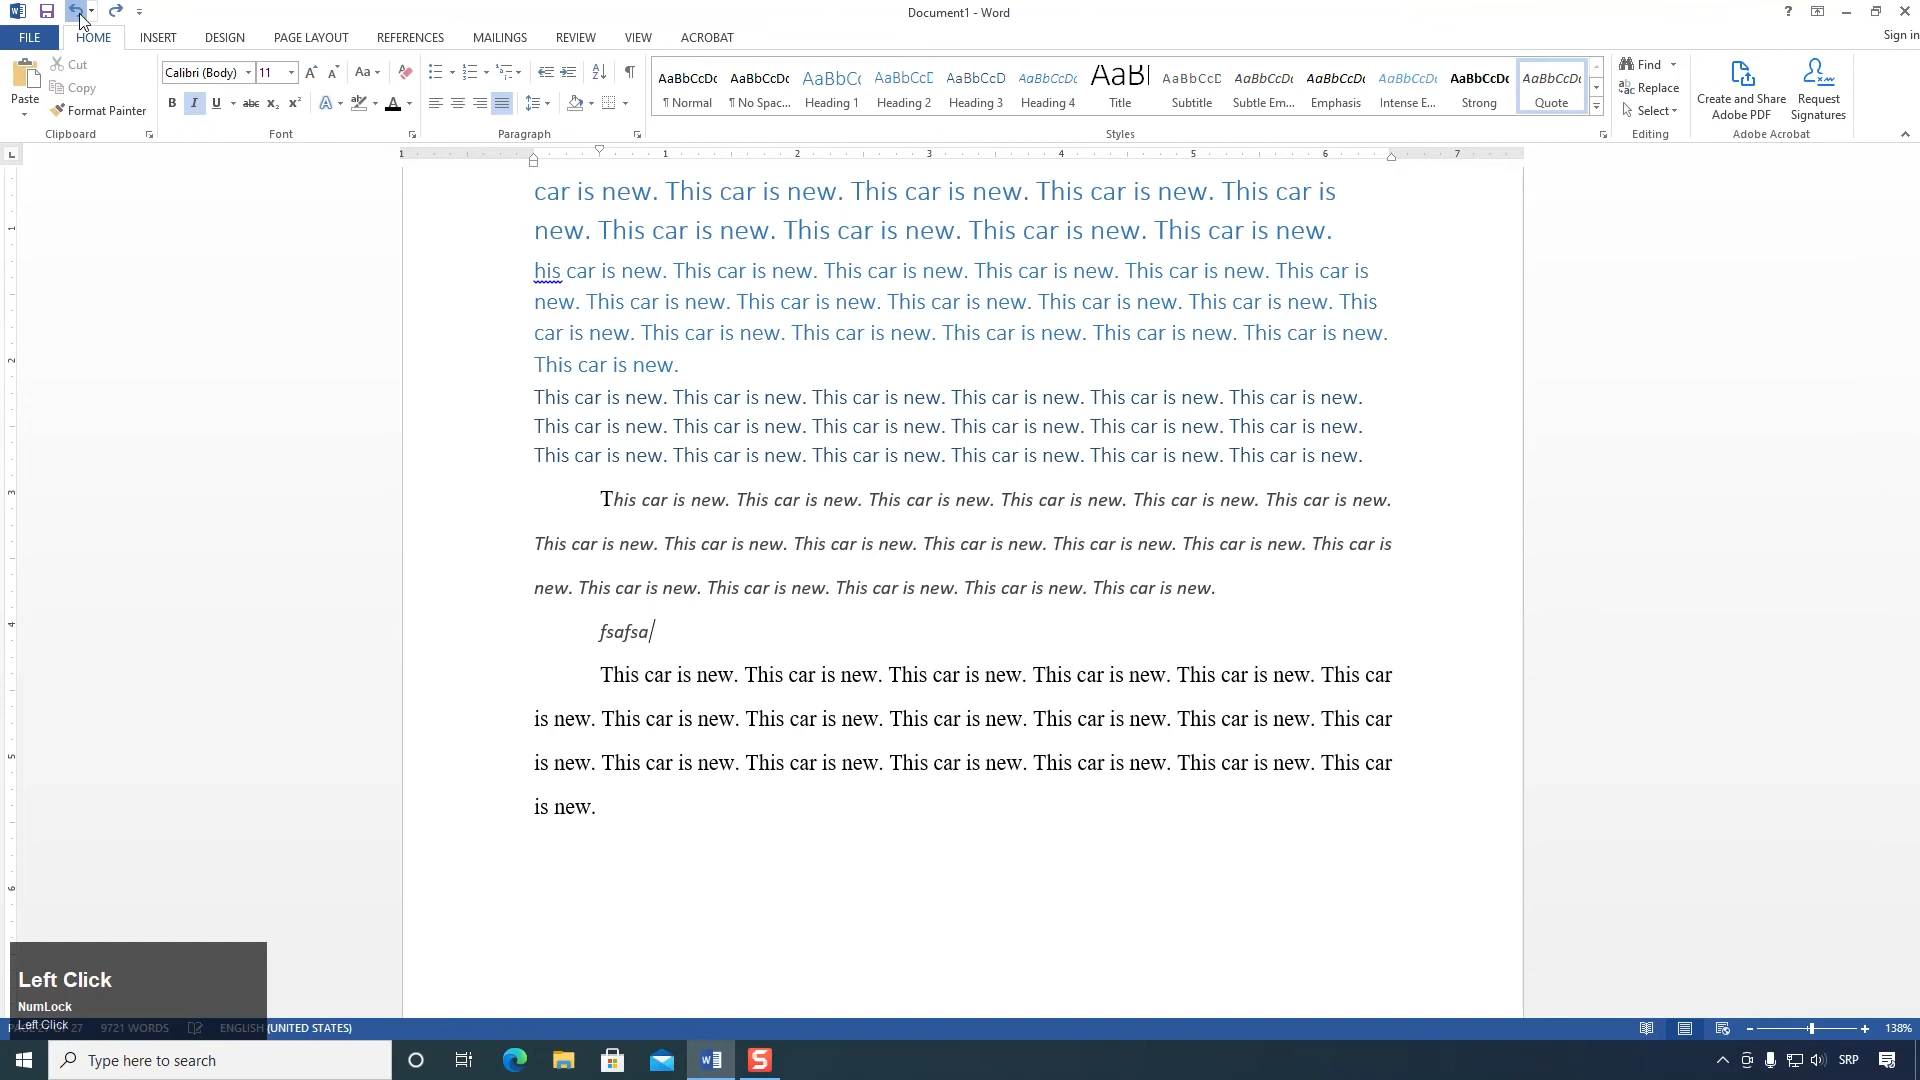 Document1 - Word
Sign in
FILE HOME INSERT DESIGN PAGE LAYOUT REFERENCES MAILINGS REVIEW VIEW ACROBAT
Paste
Cut
Copy
Format Painter
Clipboard
Calibri (Body) 11
Font
Paragraph
AaBbCcDc AaBbCcDc AaBbCc AaBbCcD AaBbCcD AaBbCcDc AaBl AaBbCcD AaBbCcDc AaBbCcDc AaBbCcDc AaBbCcDc AaBbCcDc
¶ Normal ¶ No Spac... Heading 1 Heading 2 Heading 3 Heading 4 Title Subtitle Subtle Em... Emphasis Intense E... Strong Quote
Styles
Find
Replace
Select
Editing
Create and Share
Adobe PDF
Request
Signatures
Adobe Acrobat
1 1 2 3 4 5 6 7
car is new. This car is new. This car is new. This car is new. This car is
new. This car is new. This car is new. This car is new. This car is new.
his car is new. This car is new. This car is new. This car is new. This car is new. This car is
new. This car is new. This car is new. This car is new. This car is new. This car is new. This
car is new. This car is new. This car is new. This car is new. This car is new. This car is new.
This car is new.
This car is new. This car is new. This car is new. This car is new. This car is new. This car is new.
This car is new. This car is new. This car is new. This car is new. This car is new. This car is new.
This car is new. This car is new. This car is new. This car is new. This car is new. This car is new.
This car is new. This car is new. This car is new. This car is new. This car is new. This car is new.
This car is new. This car is new. This car is new. This car is new. This car is new. This car is new. This car is
new. This car is new. This car is new. This car is new. This car is new. This car is new.
fsafsa
This car is new. This car is new. This car is new. This car is new. This car is new. This car
is new. This car is new. This car is new. This car is new. This car is new. This car is new. This car
is new. This car is new. This car is new. This car is new. This car is new. This car is new. This car
is new.
1
2
3
4
5
6
Left Click
NumLock
Left Click
27 9721 WORDS ENGLISH (UNITED STATES)
138%
Type here to search
SRP